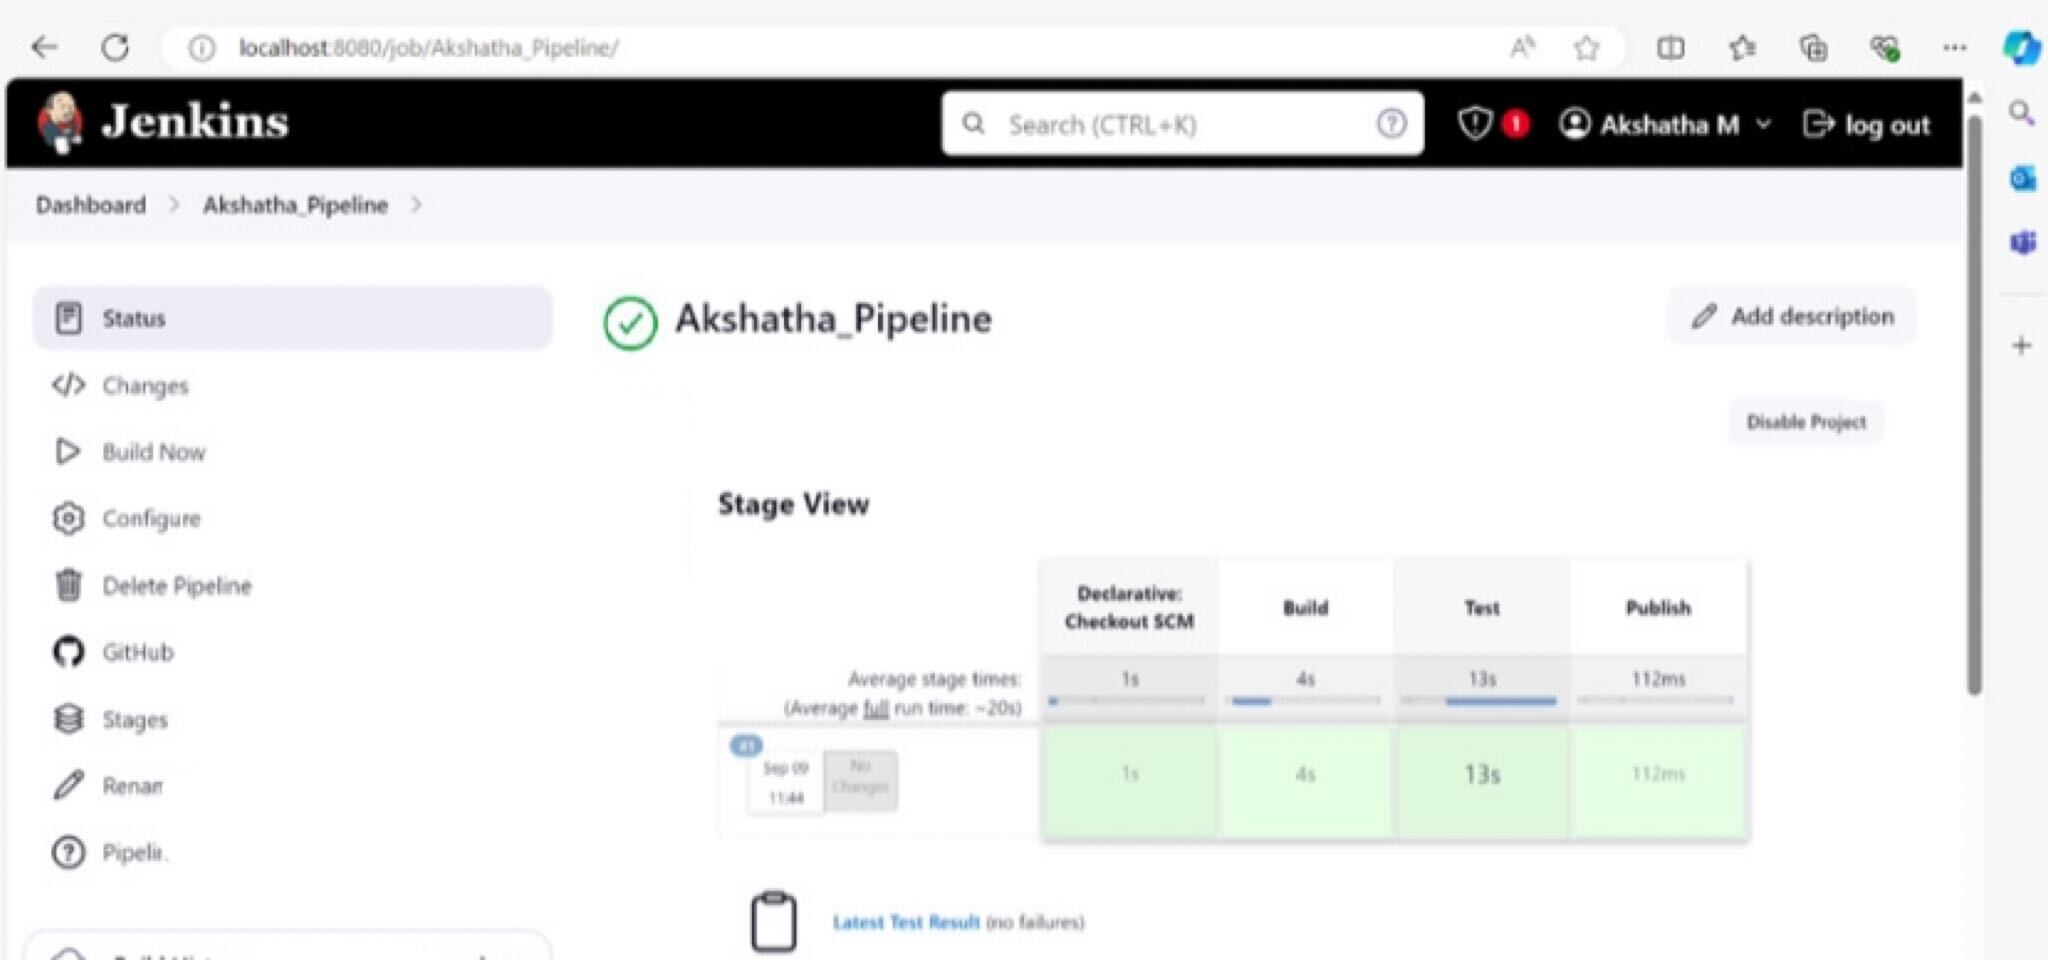 localhost:8080/job/Akshatha_Pipeline/
Jenkins
Search (CTRL+K)
1
Akshatha M
log out
Dashboard
Akshatha_Pipeline
Status
Changes
Build Now
Configure
Delete Pipeline
GitHub
Stages
Renam
Akshatha_Pipeline
Add description
Disable Project
Stage View
Declarative: Checkout SCM
Build
Test
Publish
Average stage times:
(Average full run time: ~20s)
1s
4s
13s
112ms
#1
Sep 09
11:44
No
Changes
1s
4s
13s
112ms
Latest Test Result (no failures)